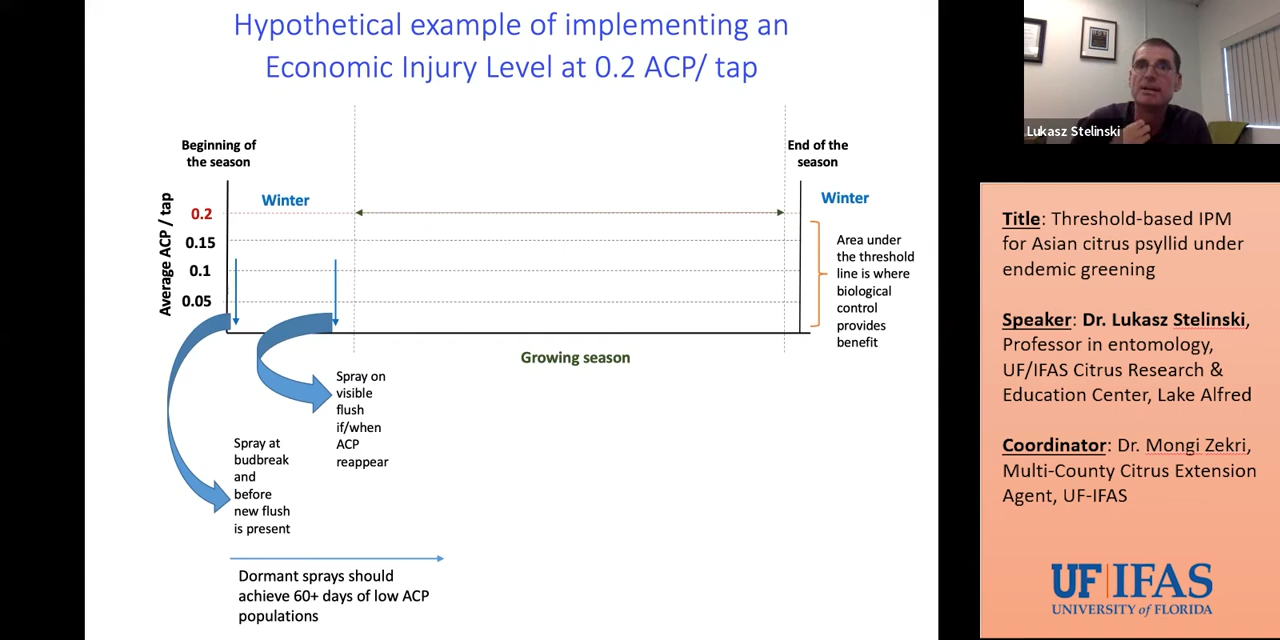 Hypothetical example of implementing an
Economic Injury Level at 0.2 ACP/ tap
Beginning of
the season
End of the
season
Winter
Winter
Average ACP / tap
0.2
0.15
0.1
0.05
Area under
the threshold
line is where
biological
control
provides
benefit
Growing season
Spray on
visible
flush
if/when
ACP
reappear
Spray at
budbreak
and
before
new flush
is present
Dormant sprays should
achieve 60+ days of low ACP
populations
Lukasz Stelinski
Title: Threshold-based IPM
for Asian citrus psyllid under
endemic greening
Speaker: Dr. Lukasz Stelinski,
Professor in entomology,
UF/IFAS Citrus Research &
Education Center, Lake Alfred
Coordinator: Dr. Mongi Zekri,
Multi-County Citrus Extension
Agent, UF-IFAS
UF|IFAS
UNIVERSITY of FLORIDA